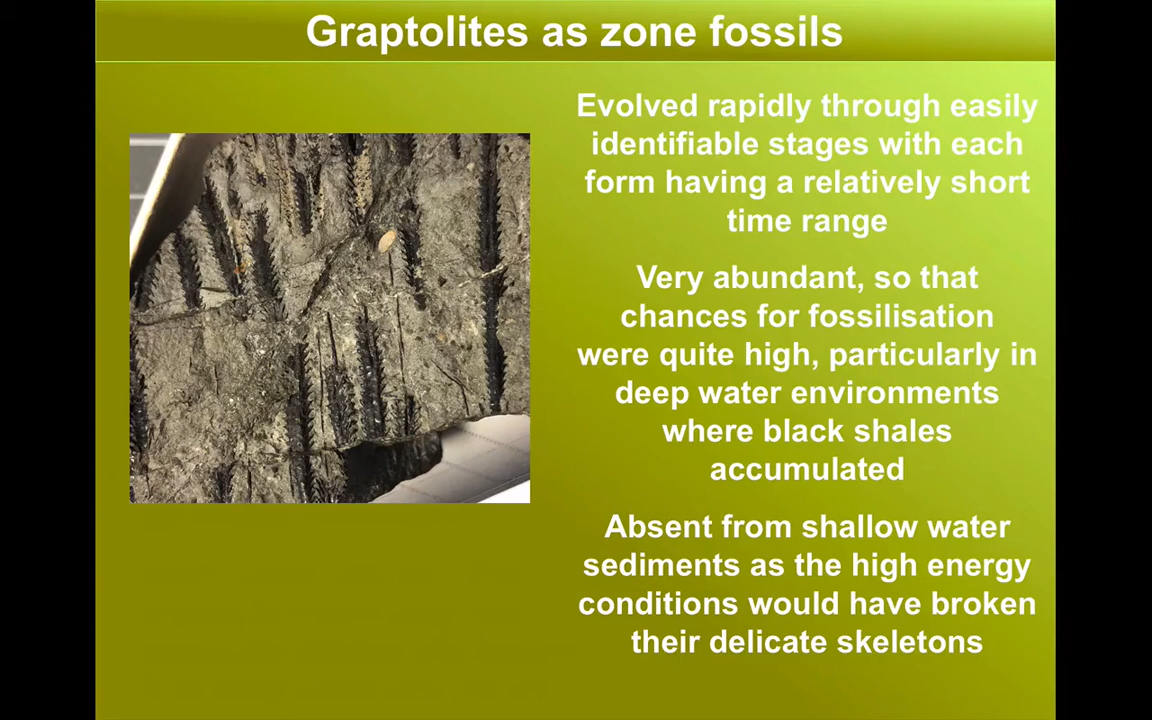 Graptolites as zone fossils
Evolved rapidly through easily
identifiable stages with each
form having a relatively short
time range
Very abundant, so that
chances for fossilisation
were quite high, particularly in
deep water environments
where black shales
accumulated
Absent from shallow water
sediments as the high energy
conditions would have broken
their delicate skeletons